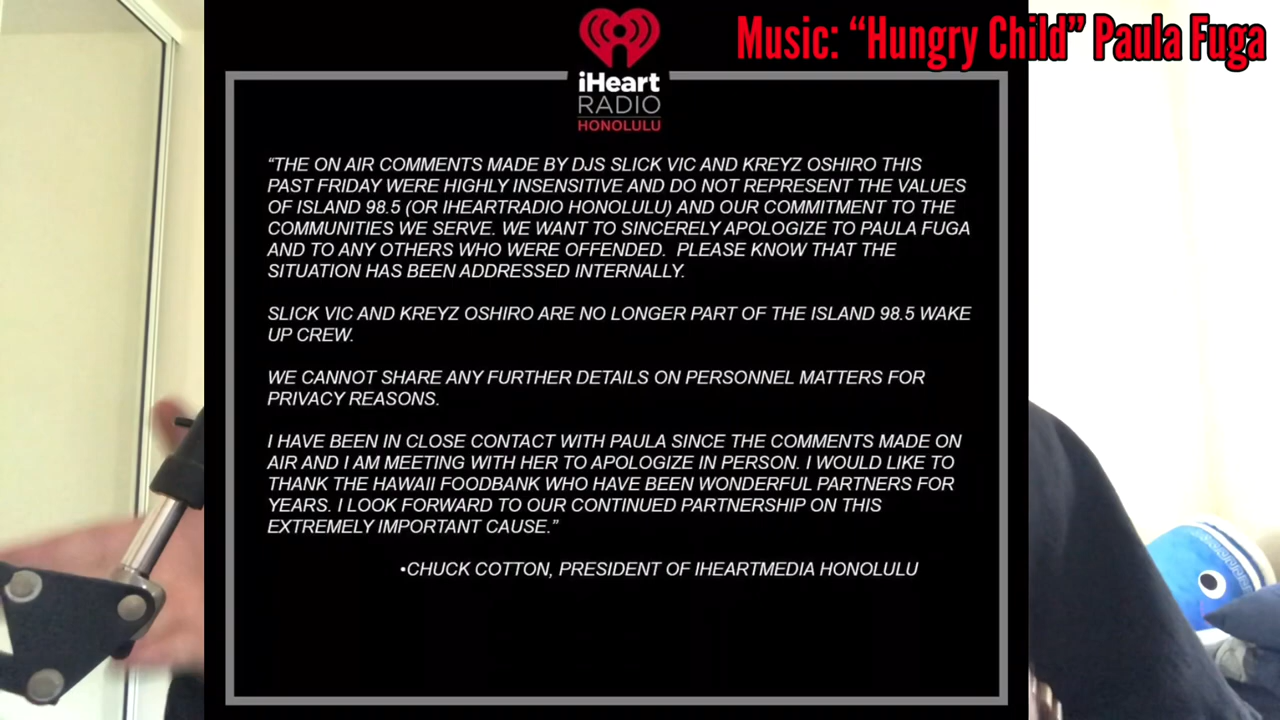 Music: “Hungry Child” Paula Fuga
iHeart
RADIO
HONOLULU
“THE ON AIR COMMENTS MADE BY DJS SLICK VIC AND KREYZ OSHIRO THIS
PAST FRIDAY WERE HIGHLY INSENSITIVE AND DO NOT REPRESENT THE VALUES
OF ISLAND 98.5 (OR IHEARTRADIO HONOLULU) AND OUR COMMITMENT TO THE
COMMUNITIES WE SERVE. WE WANT TO SINCERELY APOLOGIZE TO PAULA FUGA
AND TO ANY OTHERS WHO WERE OFFENDED.  PLEASE KNOW THAT THE
SITUATION HAS BEEN ADDRESSED INTERNALLY.
SLICK VIC AND KREYZ OSHIRO ARE NO LONGER PART OF THE ISLAND 98.5 WAKE
UP CREW.
WE CANNOT SHARE ANY FURTHER DETAILS ON PERSONNEL MATTERS FOR
PRIVACY REASONS.
I HAVE BEEN IN CLOSE CONTACT WITH PAULA SINCE THE COMMENTS MADE ON
AIR AND I AM MEETING WITH HER TO APOLOGIZE IN PERSON. I WOULD LIKE TO
THANK THE HAWAII FOODBANK WHO HAVE BEEN WONDERFUL PARTNERS FOR
YEARS. I LOOK FORWARD TO OUR CONTINUED PARTNERSHIP ON THIS
EXTREMELY IMPORTANT CAUSE.”
•CHUCK COTTON, PRESIDENT OF IHEARTMEDIA HONOLULU